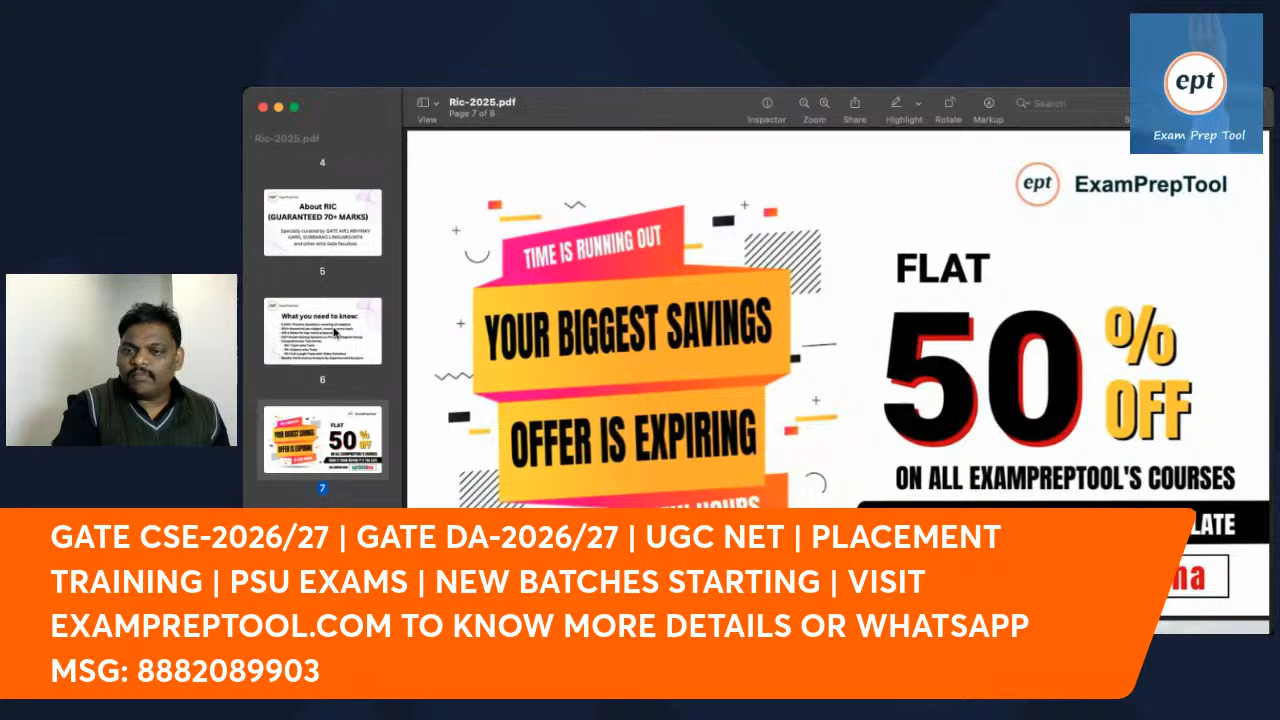 ept
Exam Prep Tool
Ric-2025.pdf
Page 7 of 8
View
Inspector
Zoom
Share
Highlight
Rotate
Markup
Search
Ric-2025.pdf
4
About RIC
(GUARANTEED 70+ MARKS)
5
What you need to know:
6
7
ept ExamPrepTool
TIME IS RUNNING OUT
YOUR BIGGEST SAVINGS
OFFER IS EXPIRING
HOURS
FLAT
50 % OFF
ON ALL EXAMPREPTOOL'S COURSES
LATE
GATE CSE-2026/27 | GATE DA-2026/27 | UGC NET | PLACEMENT
TRAINING | PSU EXAMS | NEW BATCHES STARTING | VISIT
EXAMPREPTOOL.COM TO KNOW MORE DETAILS OR WHATSAPP
MSG: 8882089903